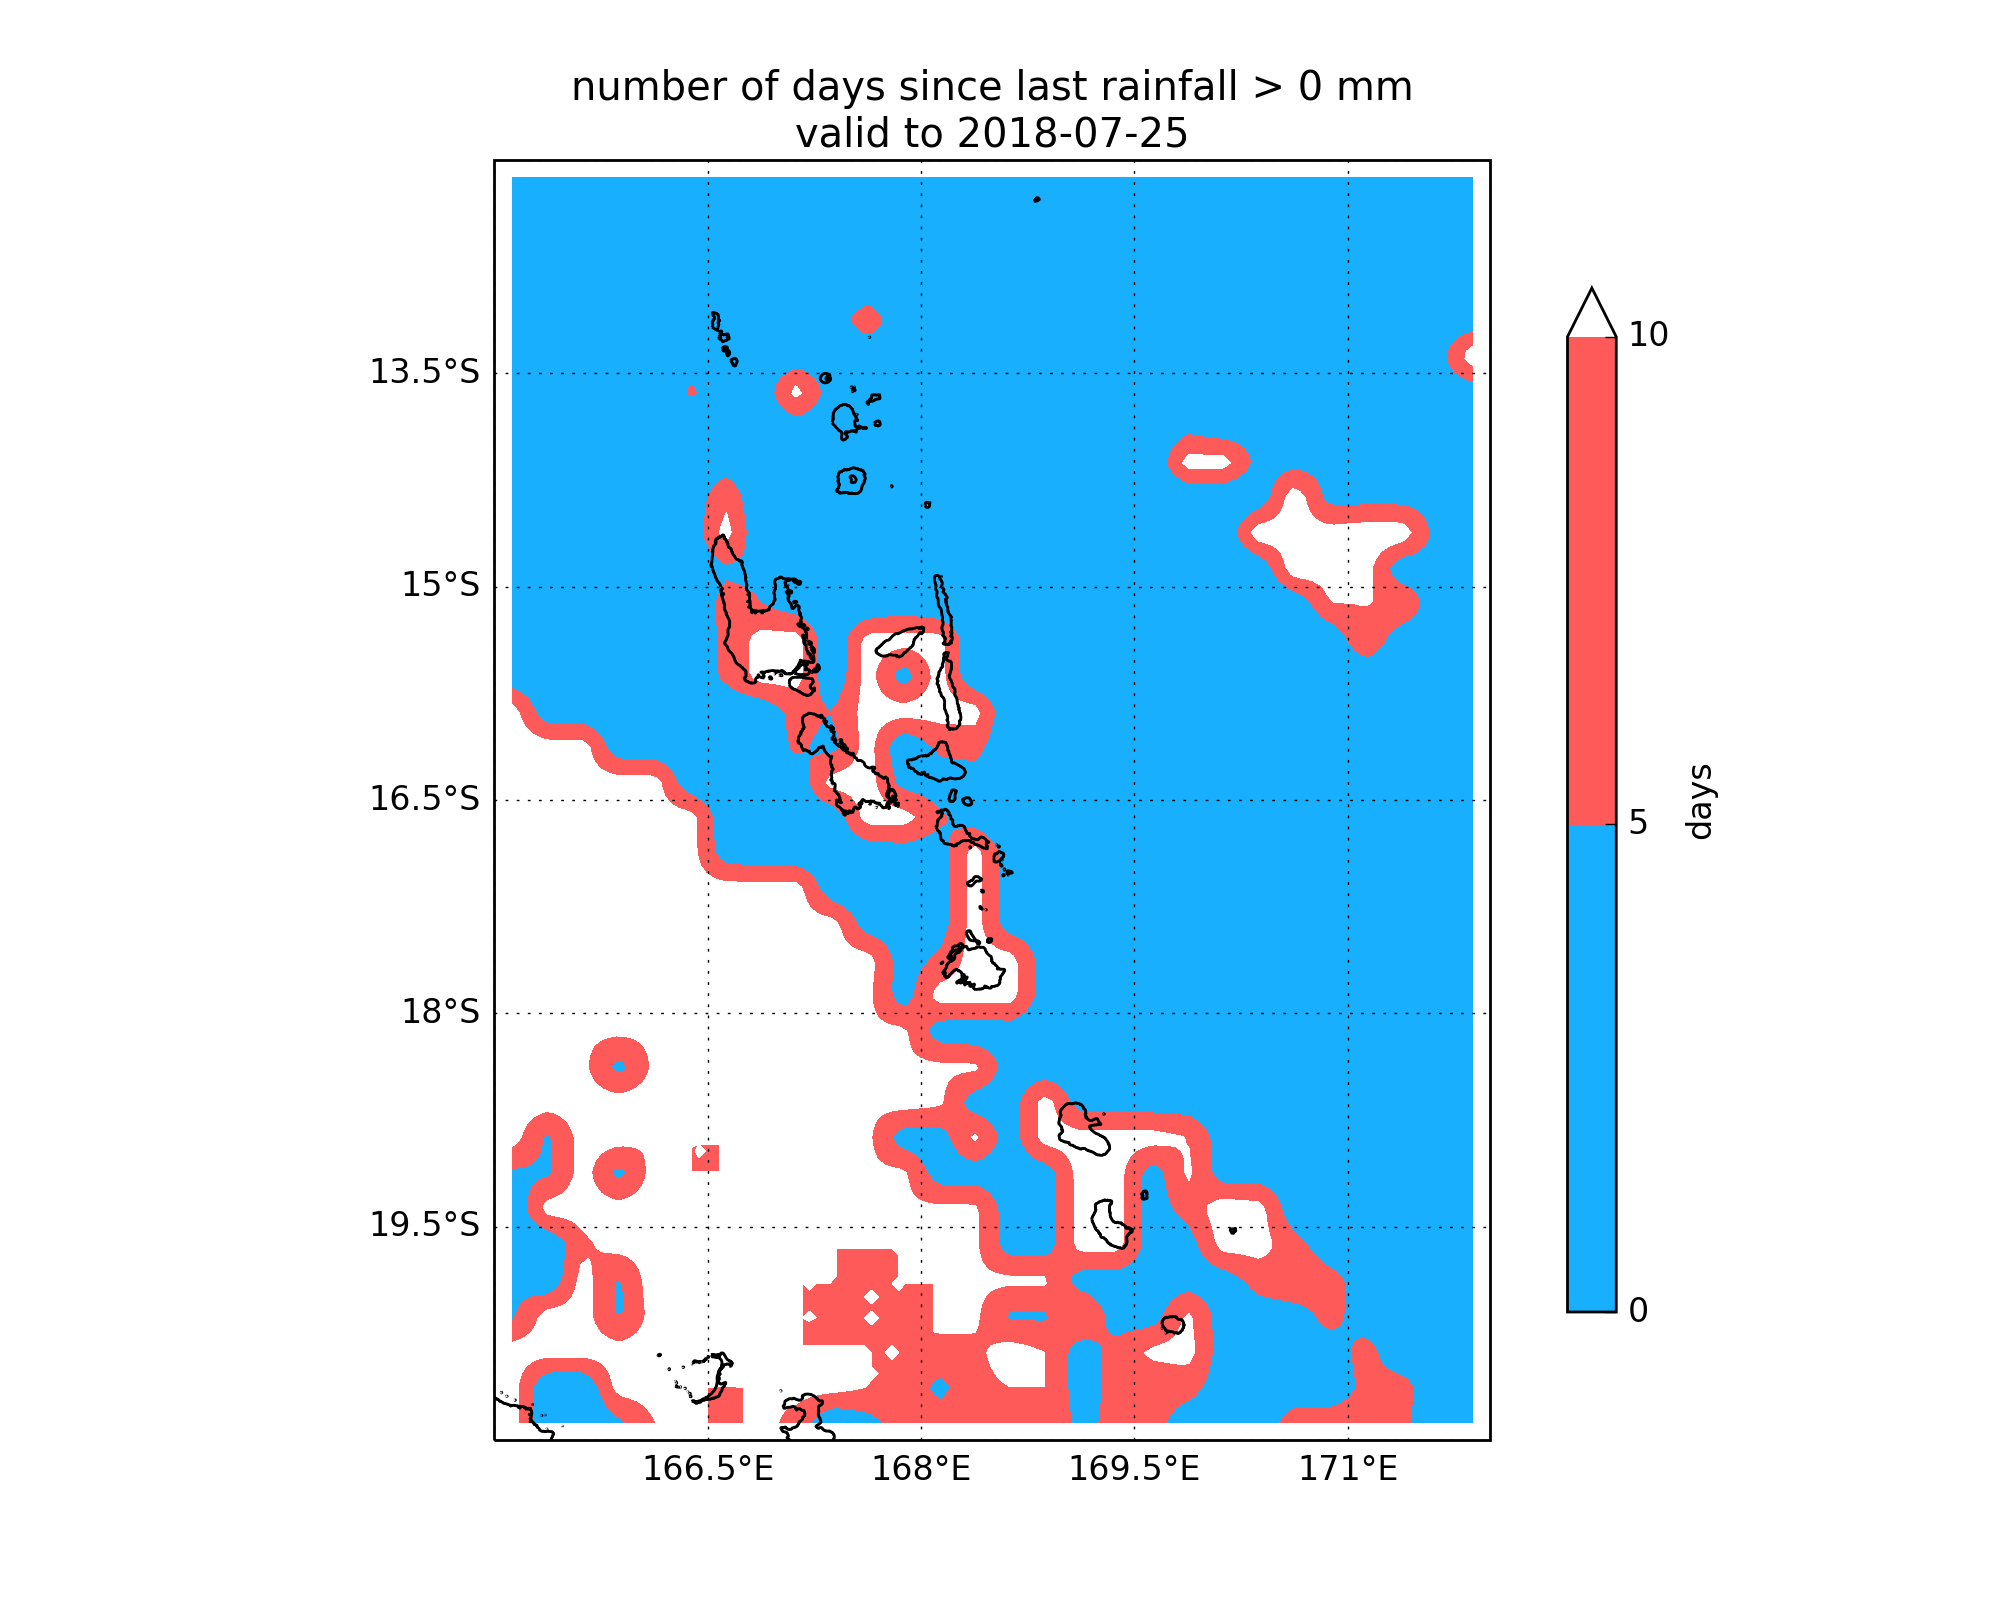 number of days since last rainfall > 0 mm
valid to 2018-07-25
13.5°S
15°S
16.5°S
18°S
19.5°S
166.5°E
168°E
169.5°E
171°E
10
5
0
days